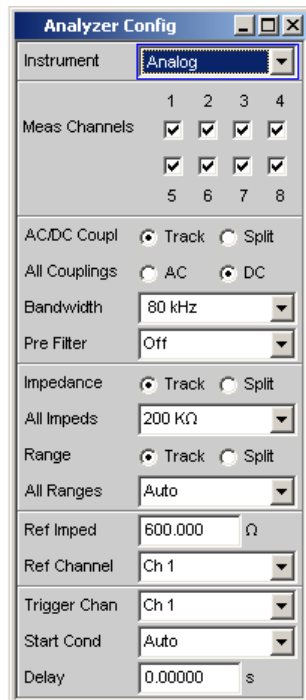 Analyzer Config
Instrument Analog
1 2 3 4
Meas Channels
5 6 7 8
AC/DC Coupl Track Split
All Couplings AC DC
Bandwidth 80 kHz
Pre Filter Off
Impedance Track Split
All Impeds 200 KΩ
Range Track Split
All Ranges Auto
Ref Imped 600.000 Ω
Ref Channel Ch 1
Trigger Chan Ch 1
Start Cond Auto
Delay 0.00000 s